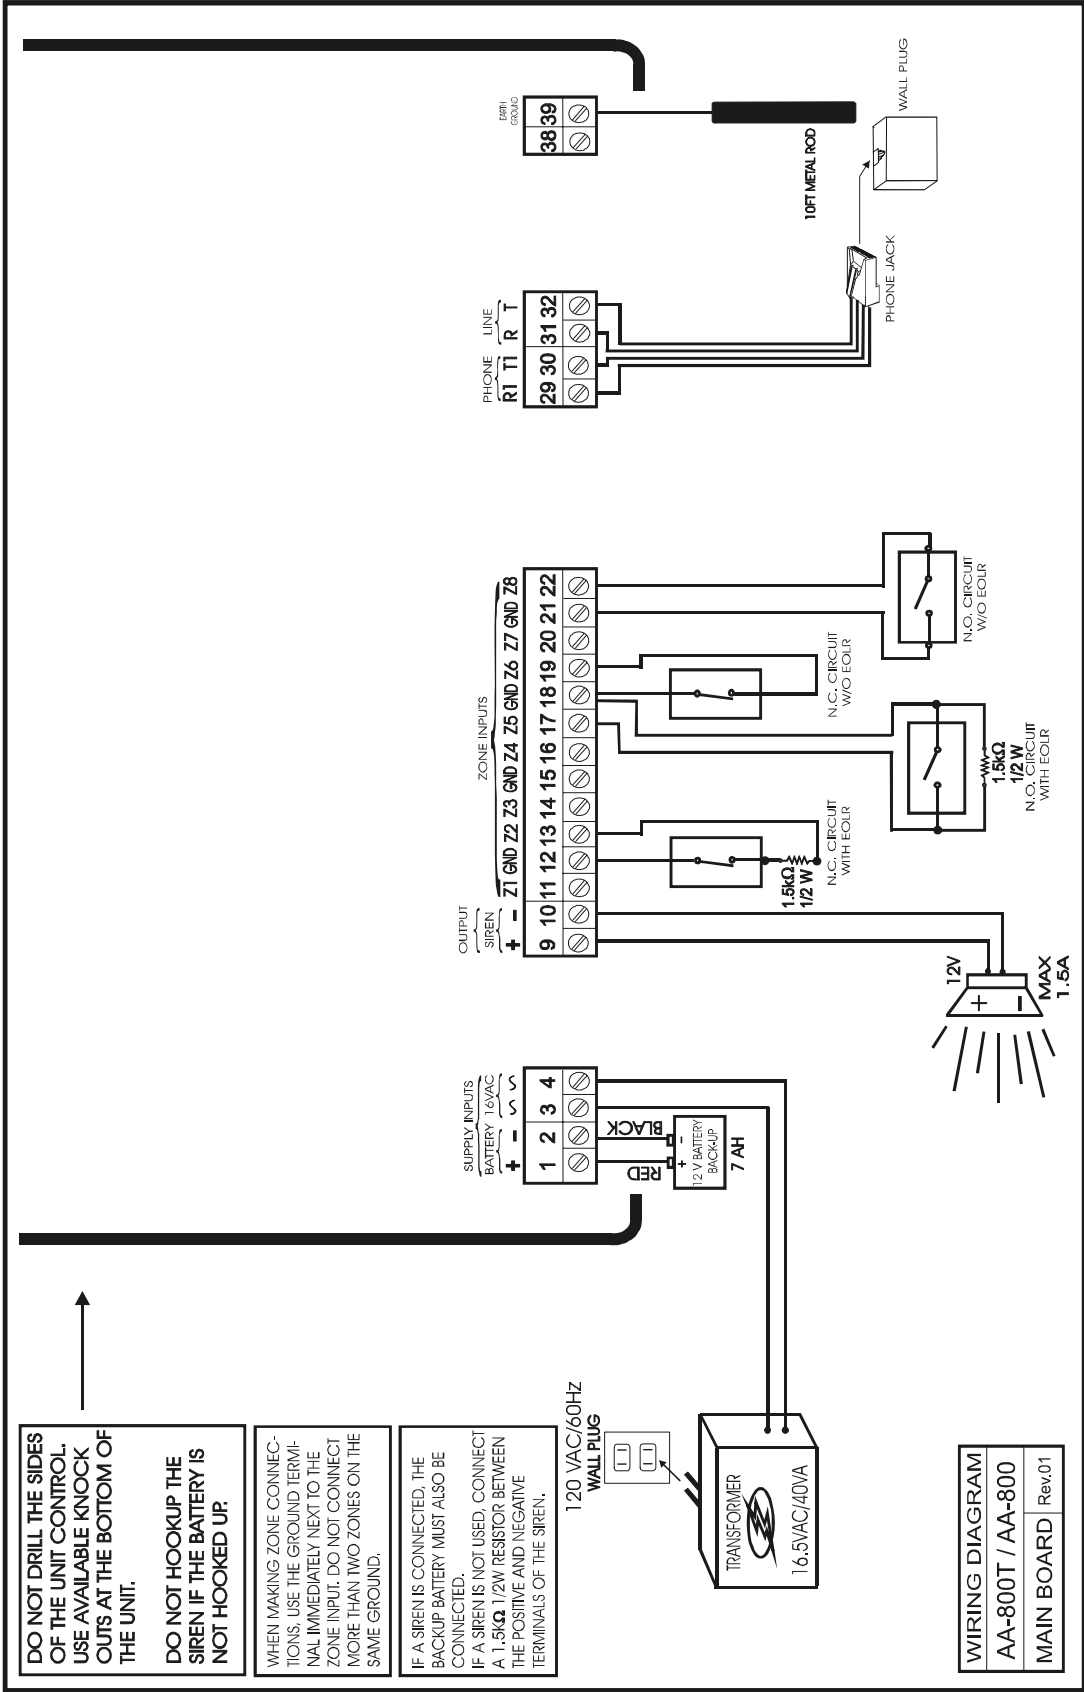 DO NOT DRILL THE SIDES
OF THE UNIT CONTROL.
USE AVAILABLE KNOCK
OUTS AT THE BOTTOM OF
THE UNIT.
DO NOT HOOKUP THE
SIREN IF THE BATTERY IS
NOT HOOKED UP.
WHEN MAKING ZONE CONNEC-
TIONS, USE THE GROUND TERMI-
NAL IMMEDIATELY NEXT TO THE
ZONE INPUT. DO NOT CONNECT
MORE THAN TWO ZONES ON THE
SAME GROUND.
IF A SIREN IS CONNECTED, THE
BACKUP BATTERY MUST ALSO BE
CONNECTED.
IF A SIREN IS NOT USED, CONNECT
A 1.5KΩ 1/2W RESISTOR BETWEEN
THE POSITIVE AND NEGATIVE
TERMINALS OF THE SIREN.
120 VAC/60Hz
WALL PLUG
TRANSFORMER
16.5VAC/40VA
SUPPLY INPUTS
BATTERY 16VAC
+ - ~ ~
1 2 3 4
RED BLACK
+ -
12 V BATTERY
BACK-UP
7 AH
OUTPUT
SIREN
+ -
ZONE INPUTS
Z1 GND Z2 Z3 GND Z4 Z5 GND Z6 Z7 GND Z8
9 10 11 12 13 14 15 16 17 18 19 20 21 22
12V
+ -
MAX
1.5A
1.5kΩ
1/2 W
N.C. CIRCUIT
WITH EOLR
N.C. CIRCUIT
W/O EOLR
1.5kΩ
1/2 W
N.O. CIRCUIT
WITH EOLR
N.O. CIRCUIT
W/O EOLR
PHONE LINE
R1 T1 R T
29 30 31 32
PHONE JACK
WALL PLUG
EARTH
GROUND
38 39
10FT METAL ROD
WIRING DIAGRAM
AA-800T / AA-800
MAIN BOARD Rev.01